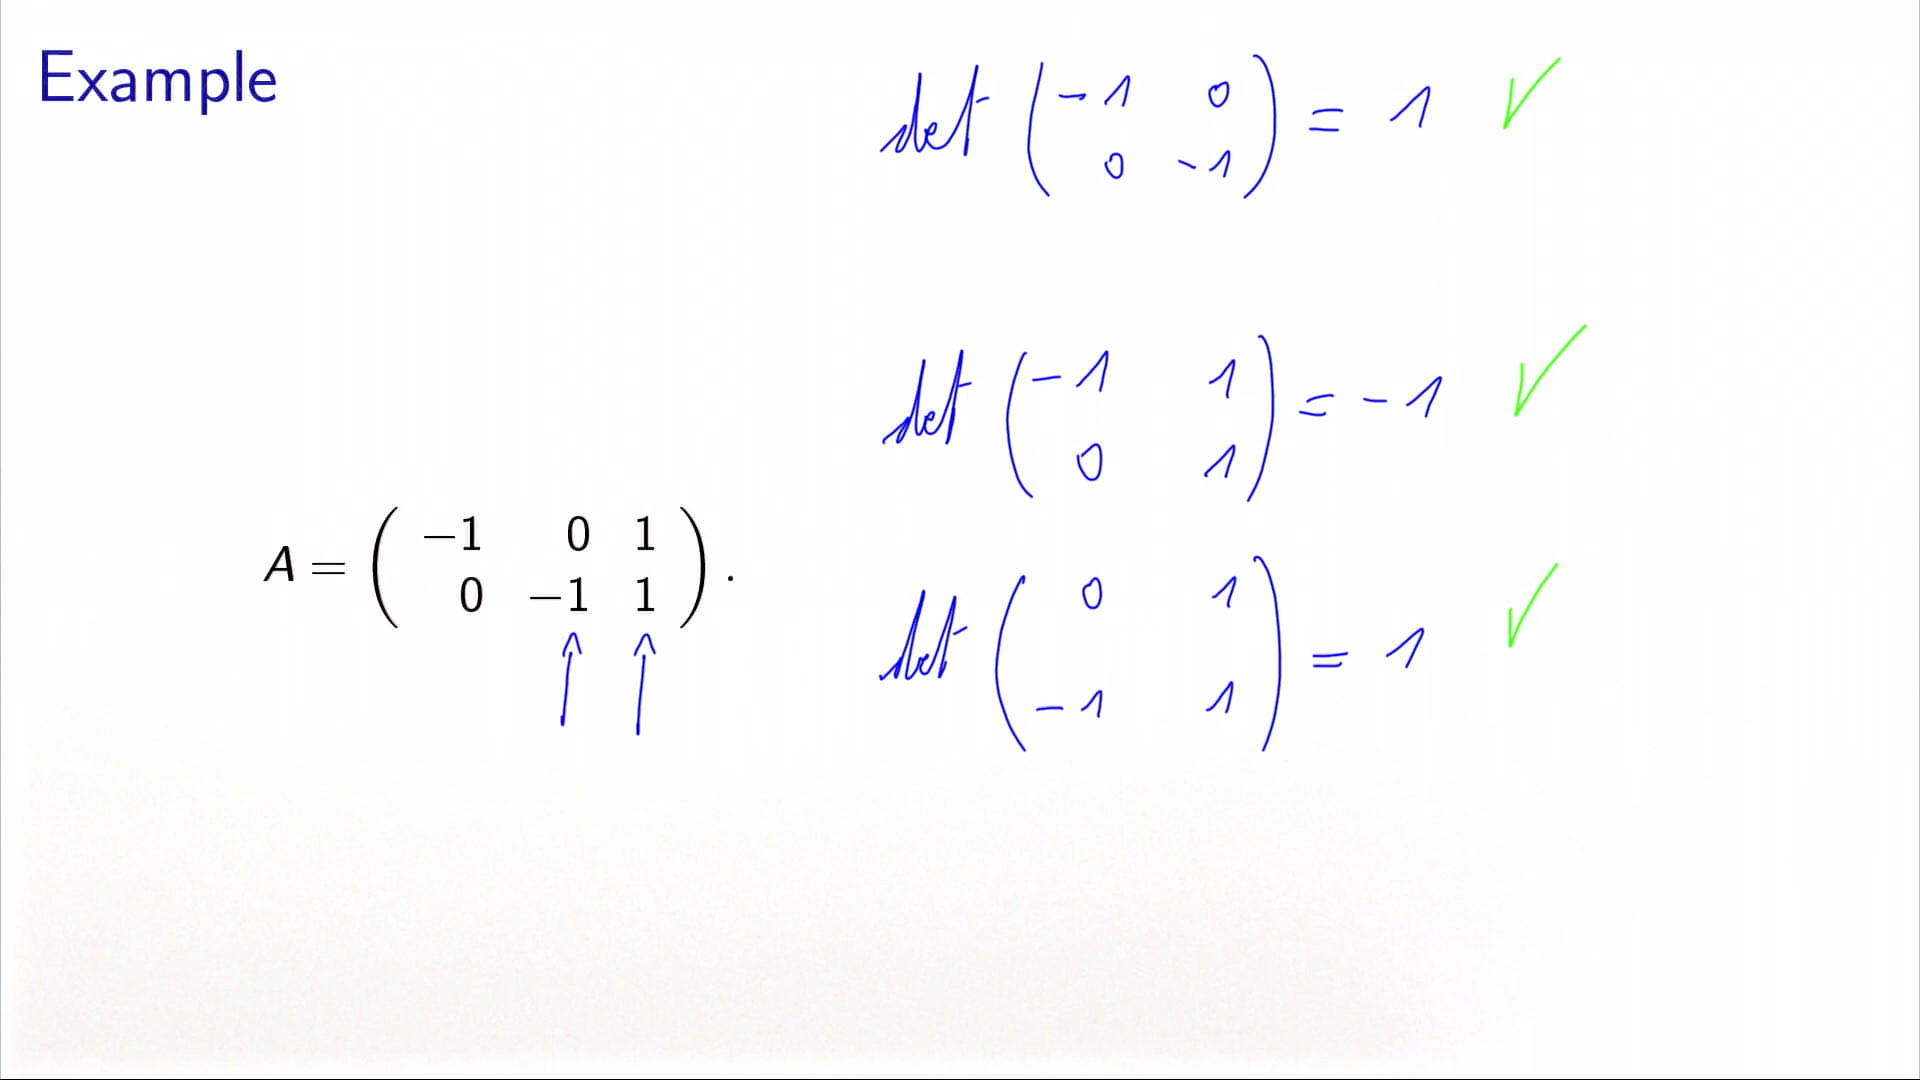 Example
det ( -1 0
0 -1 ) = 1 ✓
det ( -1 1
0 1 ) = -1 ✓
A = ( −1 0 1
0 −1 1 ) .
det ( 0 1
-1 1 ) = 1 ✓